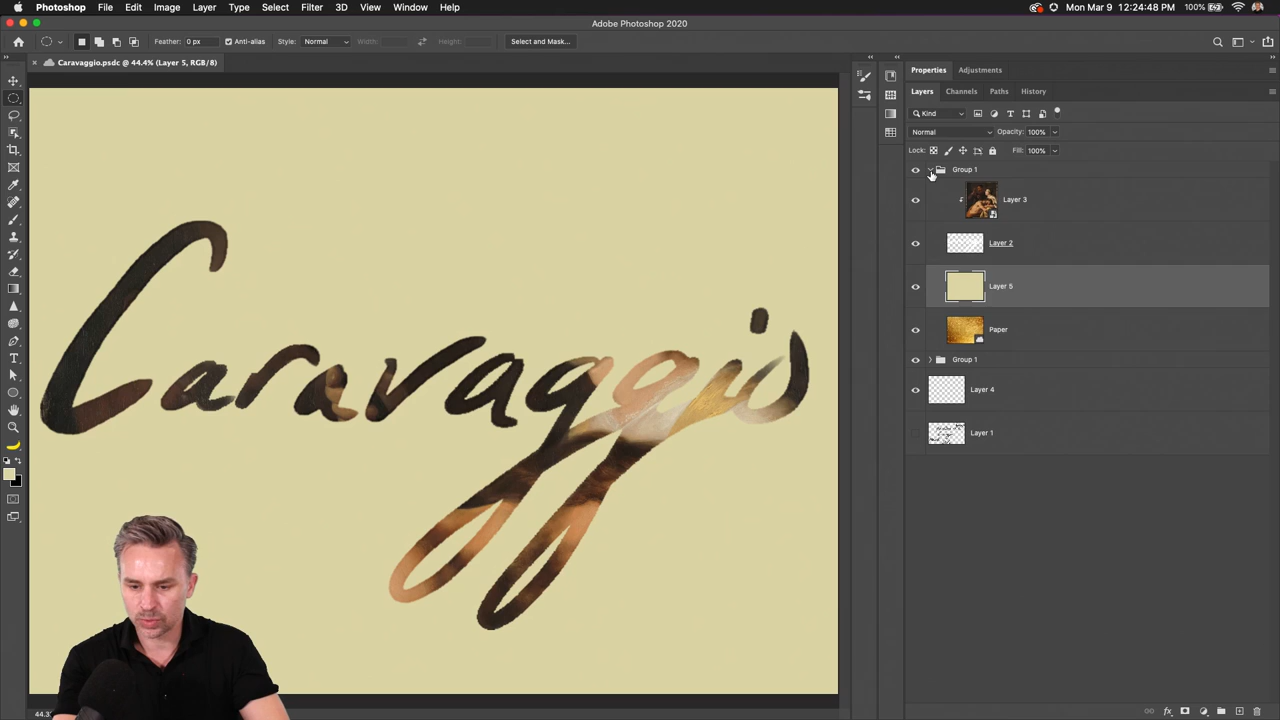 Photoshop File Edit Image Layer Type Select Filter 3D View Window Help 100% Mon Mar 9 12:24:48
Adobe Photoshop 2020
Feather: 0 px Anti-alias Style: Normal Width: Height: Select and Mask...
Caravaggio.psdc @ 44.4% (Layer 5, RGB/8)
Properties Adjustments
Layers Channels Paths History
Kind
Normal Opacity: 100%
Lock: Fill: 100%
Group 1
Layer 3
Layer 2
Layer 5
Paper
Group 1
Layer 4
Layer 1
Caravaggio